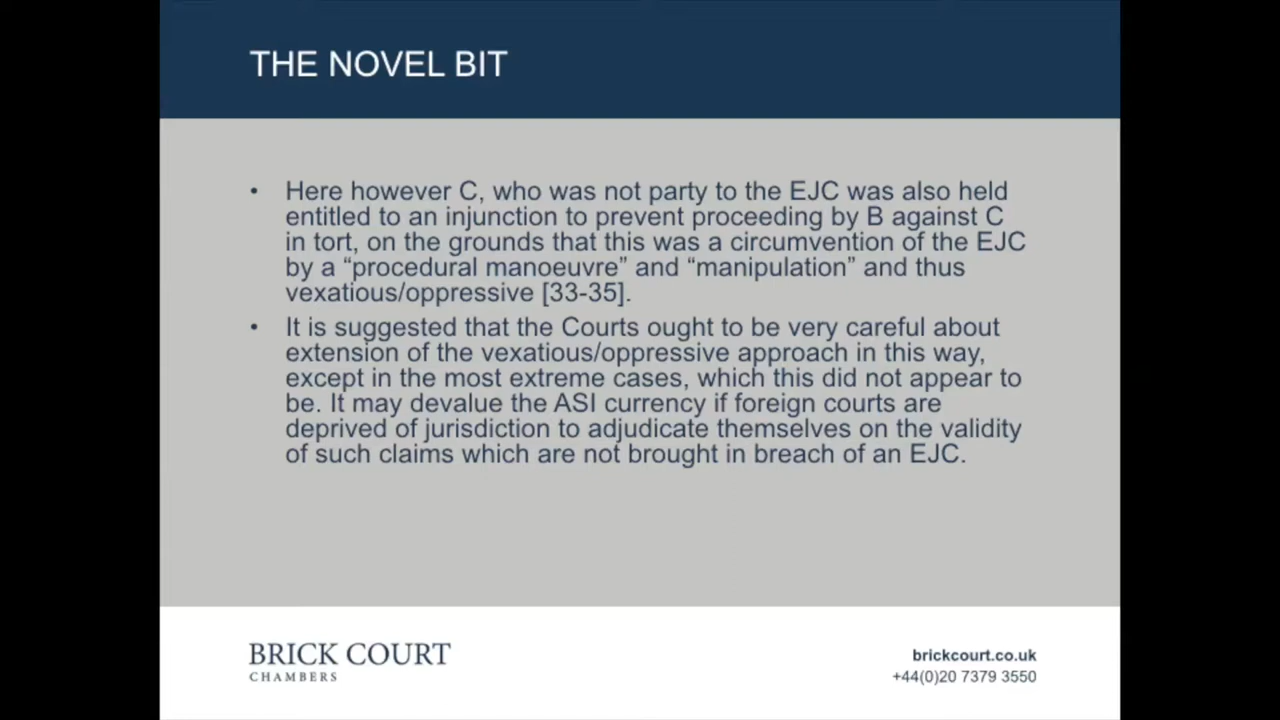 THE NOVEL BIT
• Here however C, who was not party to the EJC was also held
entitled to an injunction to prevent proceeding by B against C
in tort, on the grounds that this was a circumvention of the EJC
by a “procedural manoeuvre” and “manipulation” and thus
vexatious/oppressive [33-35].
• It is suggested that the Courts ought to be very careful about
extension of the vexatious/oppressive approach in this way,
except in the most extreme cases, which this did not appear to
be. It may devalue the ASI currency if foreign courts are
deprived of jurisdiction to adjudicate themselves on the validity
of such claims which are not brought in breach of an EJC.
BRICK COURT
CHAMBERS
brickcourt.co.uk
+44(0)20 7379 3550